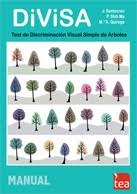 DiViSA
Test de Discriminación Visual Simple de Árboles
J. Santacreu
P. Shih Ma
M.ª A. Quiroga
MANUAL
tea